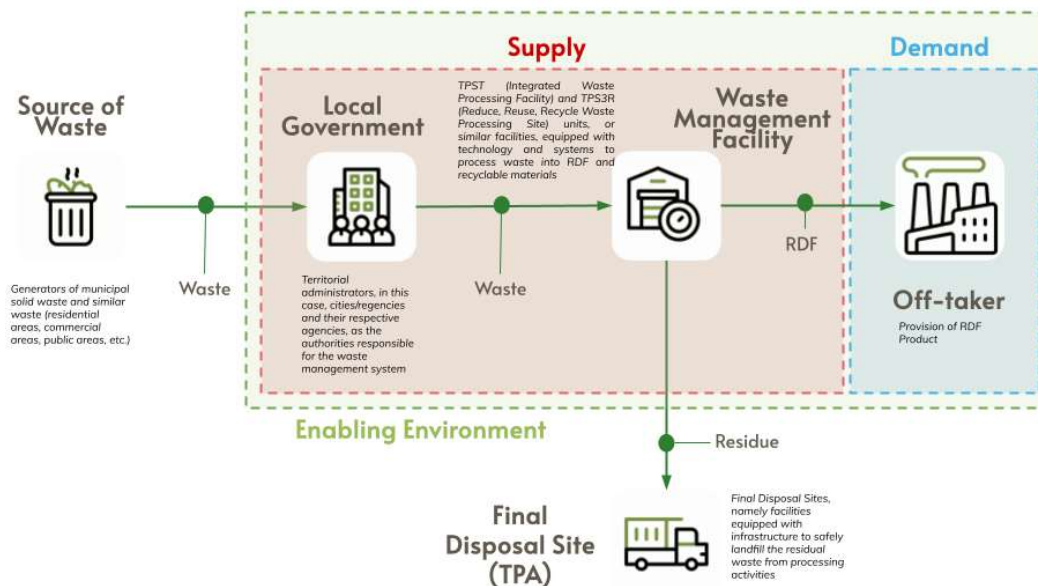 Supply
Demand
Source of
Waste
Generators of municipal
solid waste and similar
waste (residential
areas, commercial
areas, public areas, etc.)
Waste
Local
Government
Territorial
administrators, in this
case, cities/regencies
and their respective
agencies, as the
authorities responsible
for the waste
management system
TPST (Integrated Waste
Processing Facility) and TPS3R
(Reduce, Reuse, Recycle Waste
Processing Site) units, or
similar facilities, equipped with
technology and systems to
process waste into RDF and
recyclable materials
Waste
Waste
Management
Facility
RDF
Off-taker
Provision of RDF
Product
Enabling Environment
Residue
Final
Disposal Site
(TPA)
Final Disposal Sites,
namely facilities
equipped with
infrastructure to safely
landfill the residual
waste from processing
activities